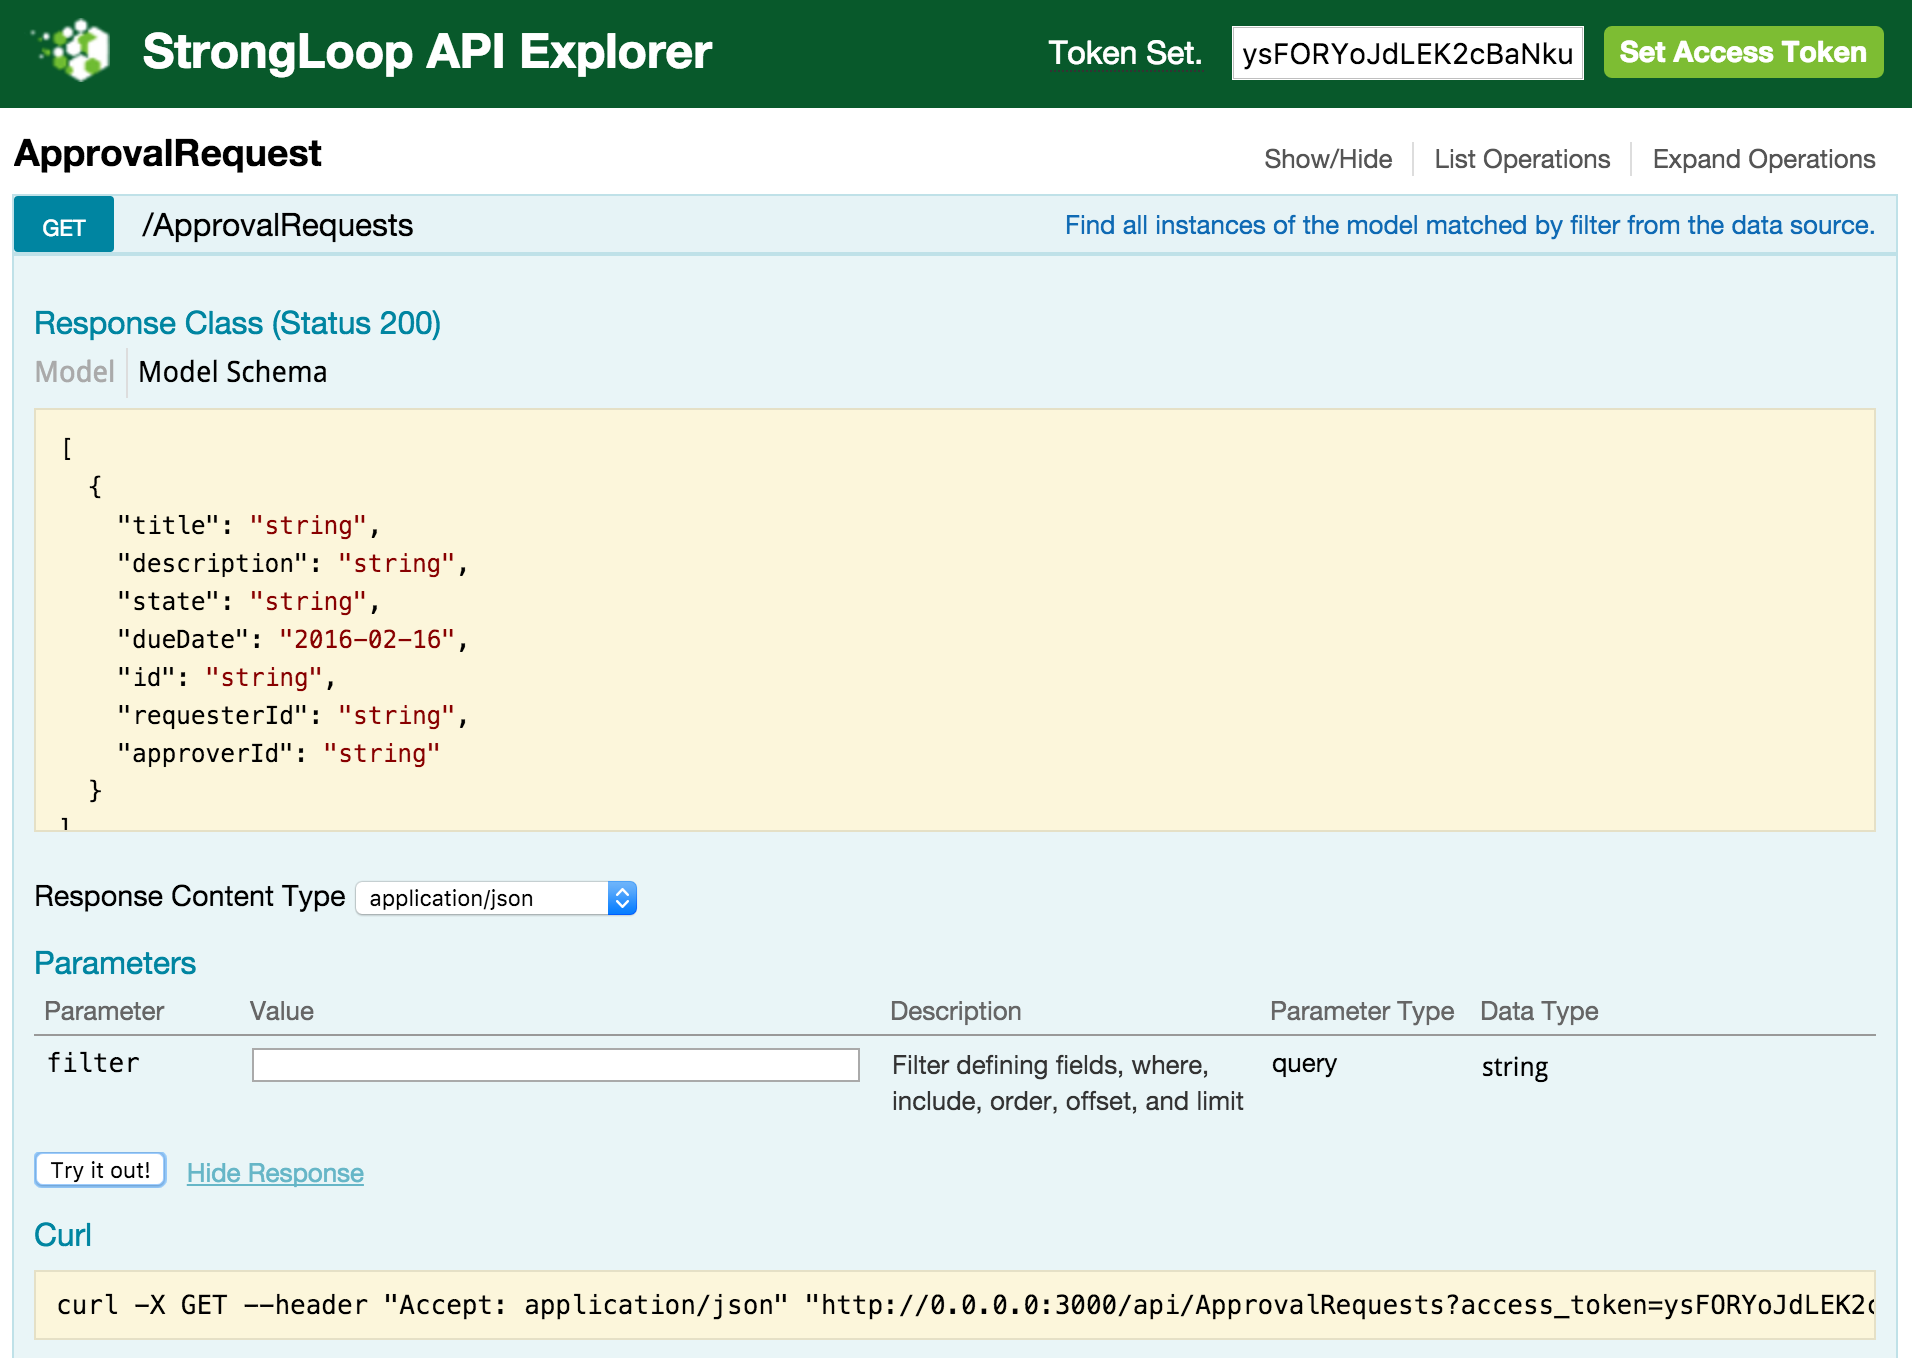 StrongLoop API Explorer
Token Set.
ysFORYoJdLEK2cBaNku
Set Access Token
ApprovalRequest
Show/Hide
List Operations
Expand Operations
GET
/ApprovalRequests
Find all instances of the model matched by filter from the data source.
Response Class (Status 200)
Model
Model Schema
[
{
"title": "string",
"description": "string",
"state": "string",
"dueDate": "2016-02-16",
"id": "string",
"requesterId": "string",
"approverId": "string"
}
]
Response Content Type
application/json
Parameters
Parameter Value Description Parameter Type Data Type
filter
Filter defining fields, where,
include, order, offset, and limit
query
string
Try it out!
Hide Response
Curl
curl -X GET --header "Accept: application/json" "http://0.0.0.0:3000/api/ApprovalRequests?access_token=ysFORYoJdLEK2c